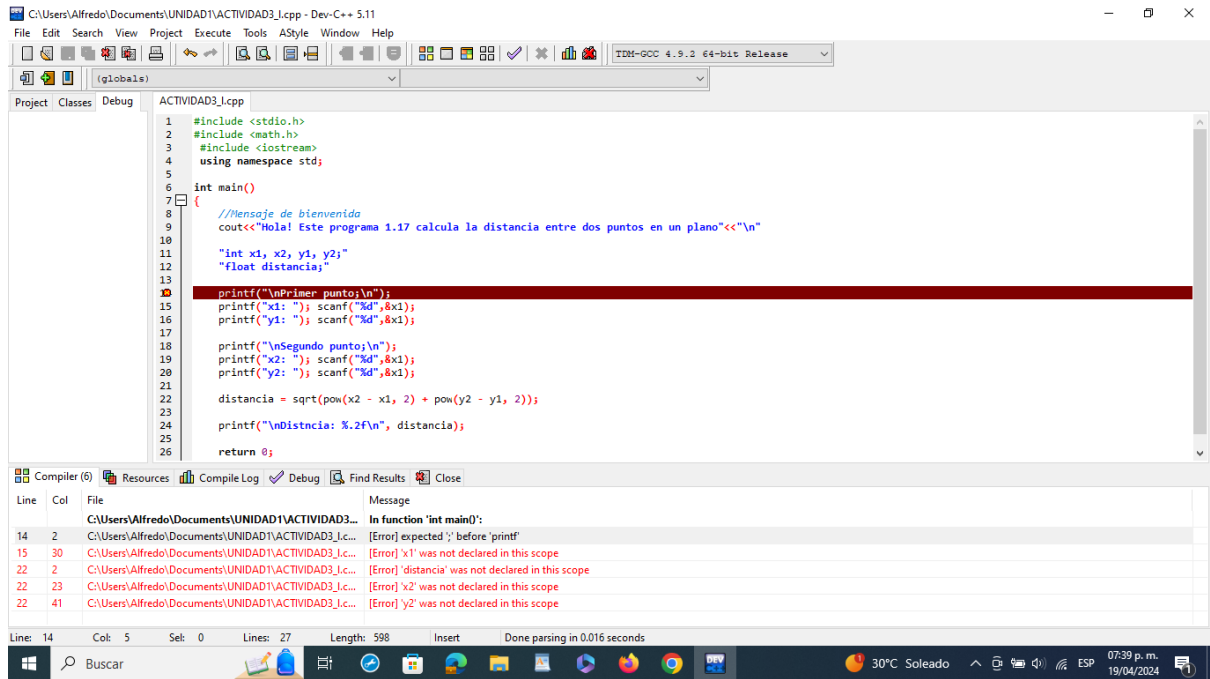 C:\Users\Alfredo\Documents\UNIDAD1\ACTIVIDAD3_I.cpp - Dev-C++ 5.11
File Edit Search View Project Execute Tools AStyle Window Help
TDM-GCC 4.9.2 64-bit Release
(globals)
Project Classes Debug ACTIVIDAD3_I.cpp
1 #include <stdio.h>
2 #include <math.h>
3 #include <iostream>
4 using namespace std;
5
6 int main()
7 {
8 //Mensaje de bienvenida
9 cout<<"Hola! Este programa 1.17 calcula la distancia entre dos puntos en un plano"<<"\n"
10
11 "int x1, x2, y1, y2;"
12 "float distancia;"
13
printf("\nPrimer punto;\n");
15 printf("x1: "); scanf("%d",&x1);
16 printf("y1: "); scanf("%d",&x1);
17
18 printf("\nSegundo punto;\n");
19 printf("x2: "); scanf("%d",&x1);
20 printf("y2: "); scanf("%d",&x1);
21
22 distancia = sqrt(pow(x2 - x1, 2) + pow(y2 - y1, 2));
23
24 printf("\nDistncia: %.2f\n", distancia);
25
26 return 0;
Compiler (6) Resources Compile Log Debug Find Results Close
Line Col File Message
C:\Users\Alfredo\Documents\UNIDAD1\ACTIVIDAD3... In function 'int main()':
14 2 C:\Users\Alfredo\Documents\UNIDAD1\ACTIVIDAD3_I.c... [Error] expected ';' before 'printf'
15 30 C:\Users\Alfredo\Documents\UNIDAD1\ACTIVIDAD3_I.c... [Error] 'x1' was not declared in this scope
22 2 C:\Users\Alfredo\Documents\UNIDAD1\ACTIVIDAD3_I.c... [Error] 'distancia' was not declared in this scope
22 23 C:\Users\Alfredo\Documents\UNIDAD1\ACTIVIDAD3_I.c... [Error] 'x2' was not declared in this scope
22 41 C:\Users\Alfredo\Documents\UNIDAD1\ACTIVIDAD3_I.c... [Error] 'y2' was not declared in this scope
Line: 14 Col: 5 Sel: 0 Lines: 27 Length: 598 Insert Done parsing in 0.016 seconds
Buscar DEV 1 30°C Soleado ESP 07:39 p. m.
19/04/2024 1